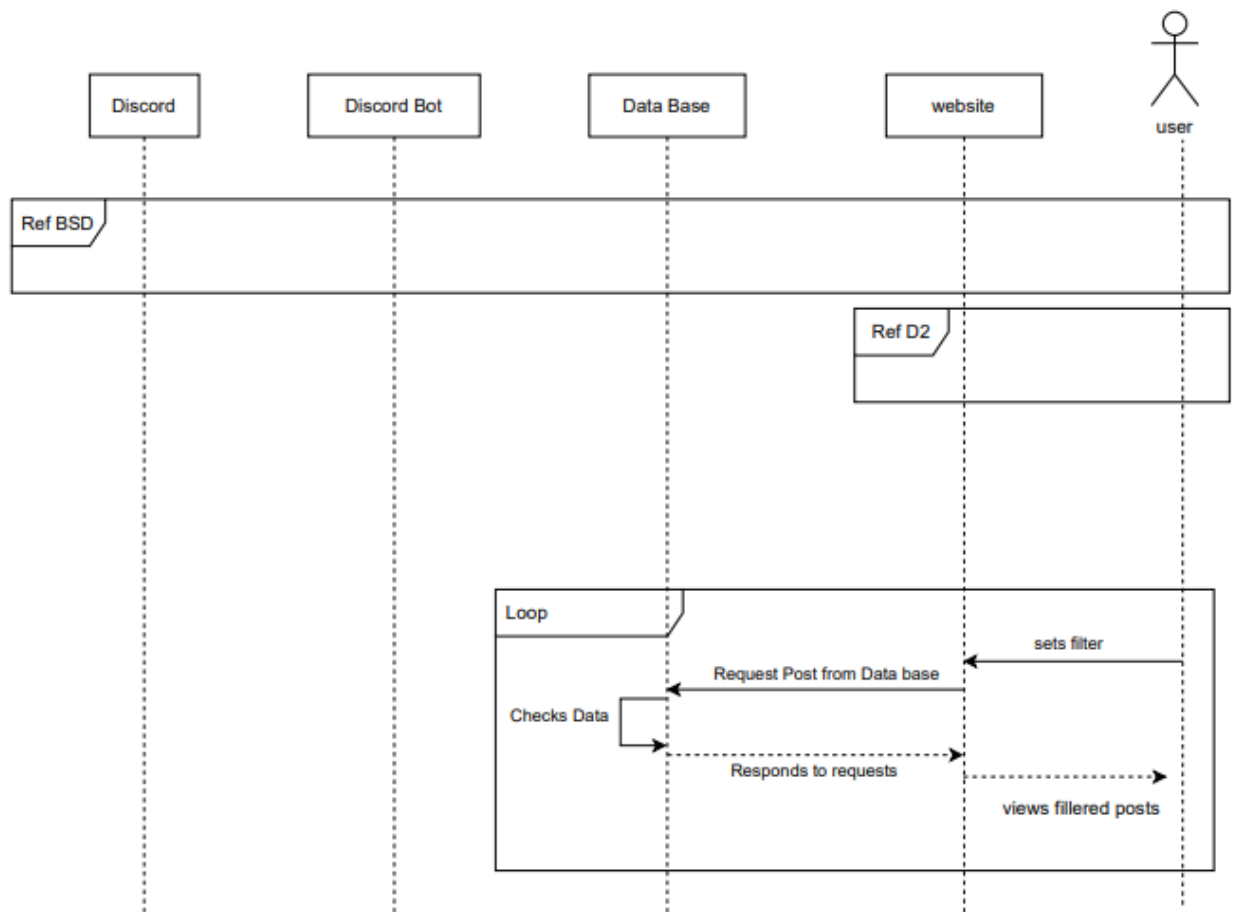 Discord
Discord Bot
Data Base
website
user
Ref BSD
Ref D2
Loop
sets filter
Request Post from Data base
Checks Data
Responds to requests
views fillered posts